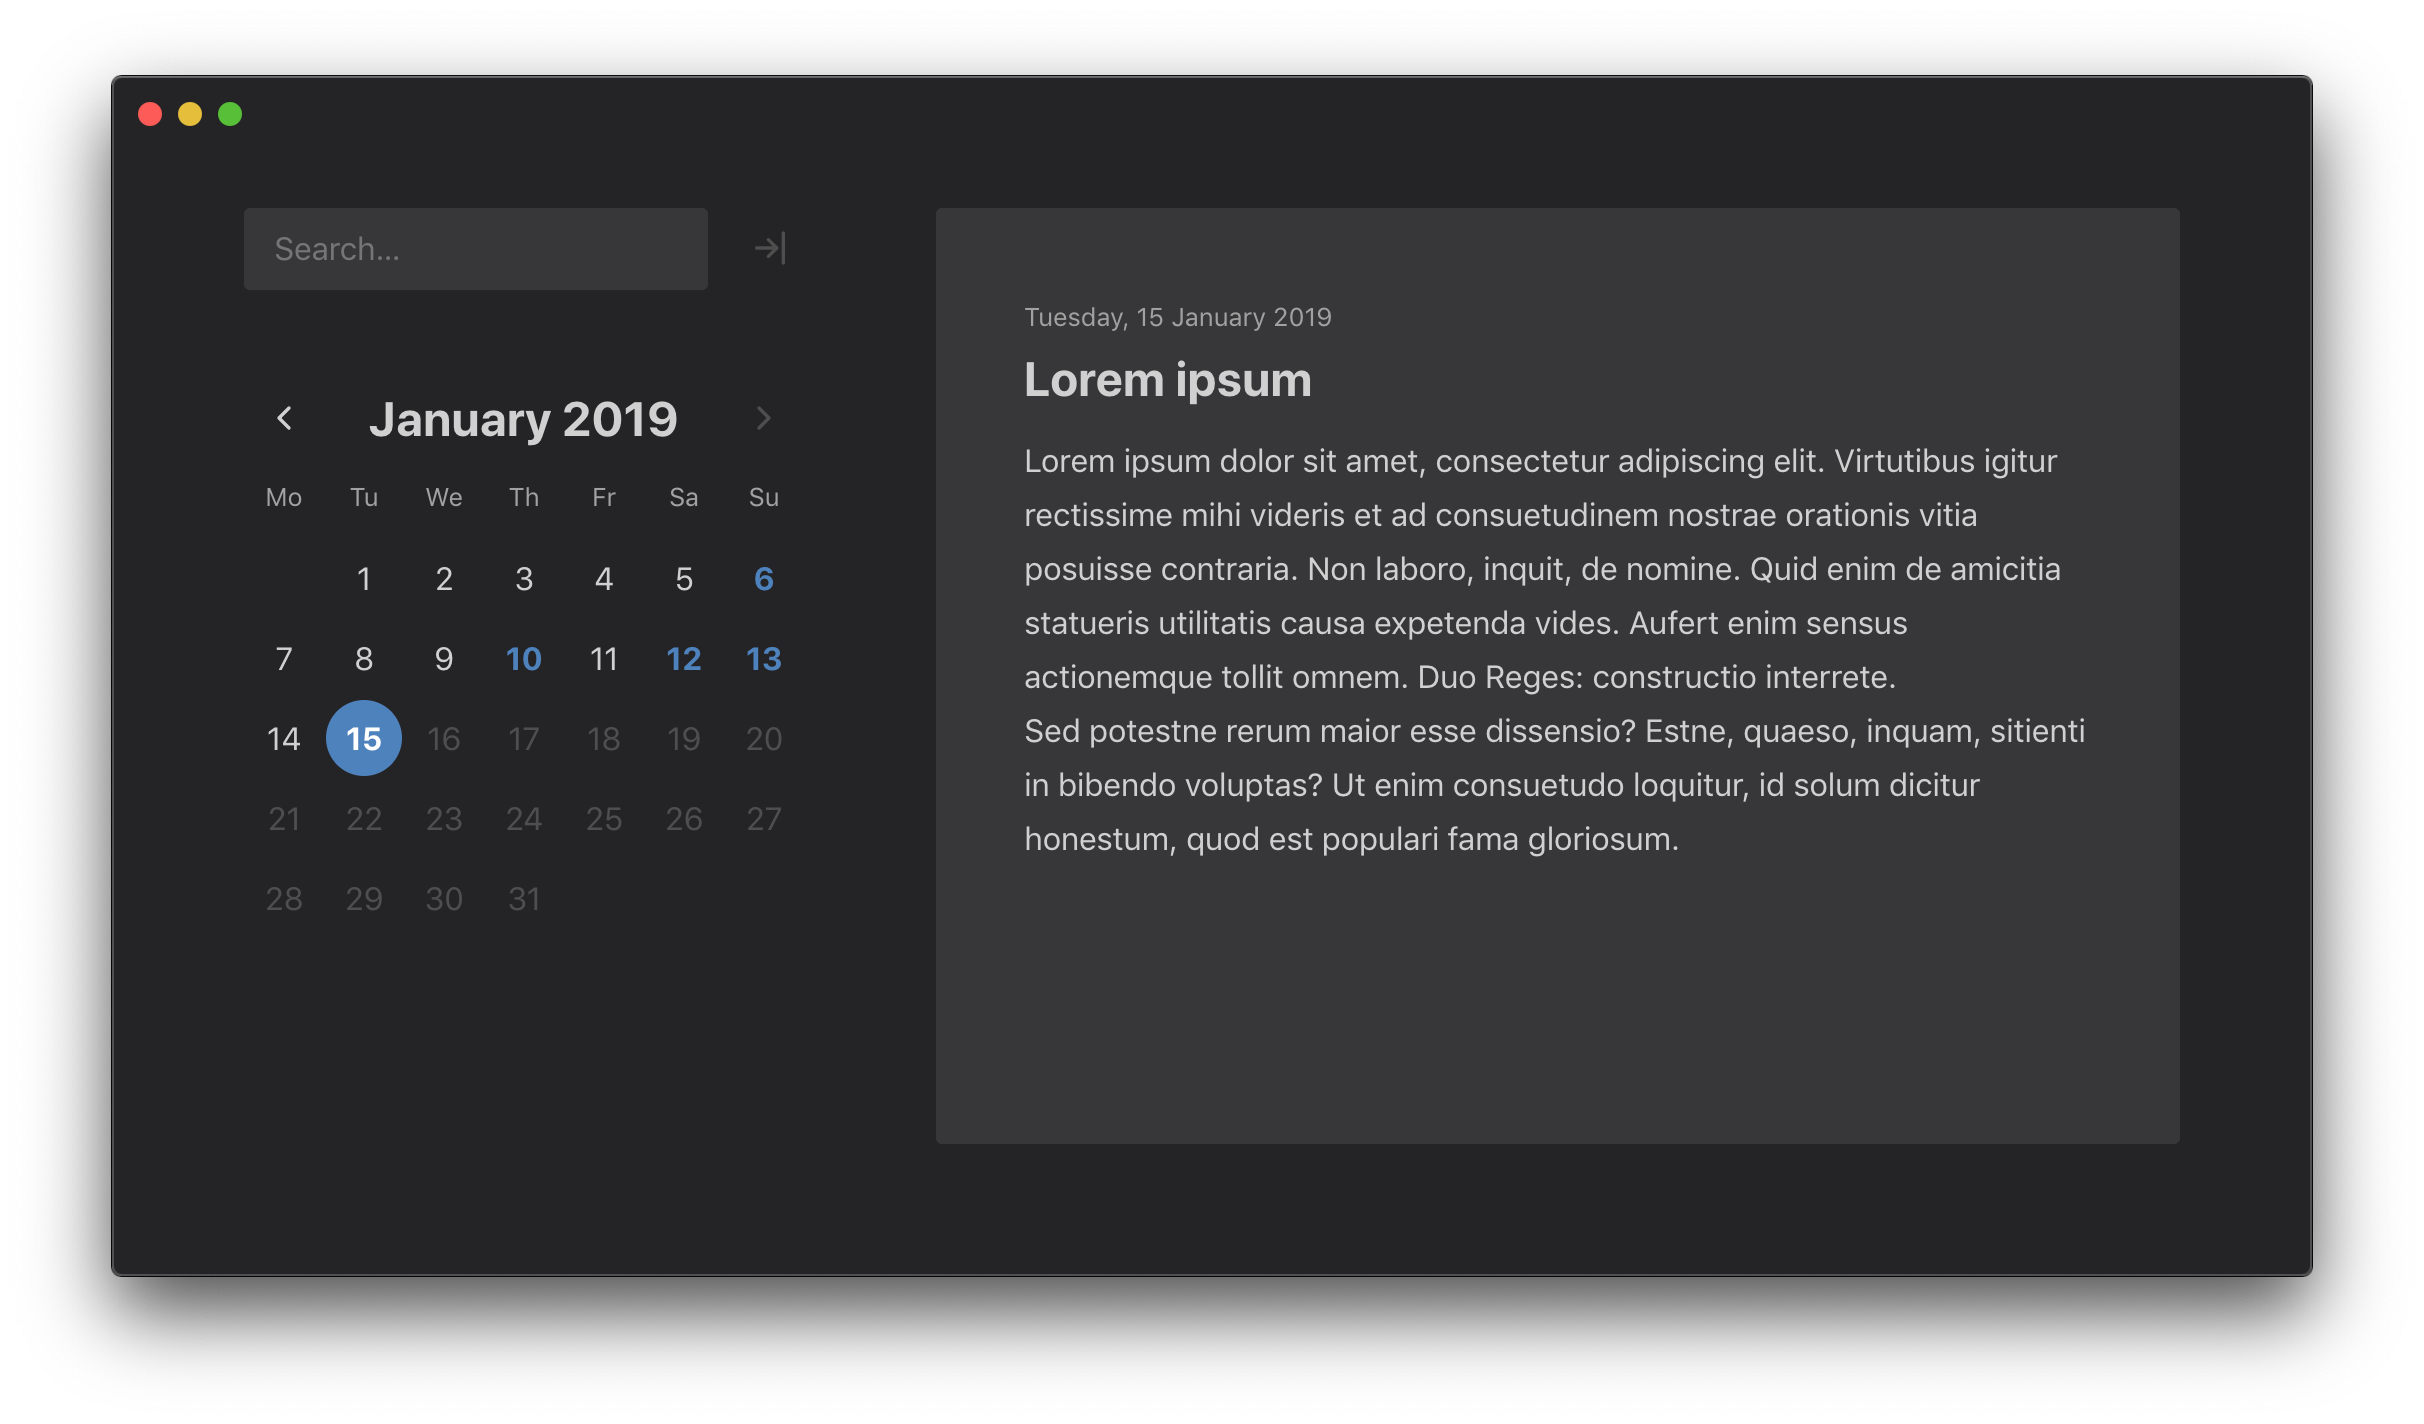 Search...
January 2019
Mo Tu We Th Fr Sa Su
1 2 3 4 5 6
7 8 9 10 11 12 13
14 15 16 17 18 19 20
21 22 23 24 25 26 27
28 29 30 31
Tuesday, 15 January 2019
Lorem ipsum
Lorem ipsum dolor sit amet, consectetur adipiscing elit. Virtutibus igitur
rectissime mihi videris et ad consuetudinem nostrae orationis vitia
posuisse contraria. Non laboro, inquit, de nomine. Quid enim de amicitia
statueris utilitatis causa expetenda vides. Aufert enim sensus
actionemque tollit omnem. Duo Reges: constructio interrete.
Sed potestne rerum maior esse dissensio? Estne, quaeso, inquam, sitienti
in bibendo voluptas? Ut enim consuetudo loquitur, id solum dicitur
honestum, quod est populari fama gloriosum.